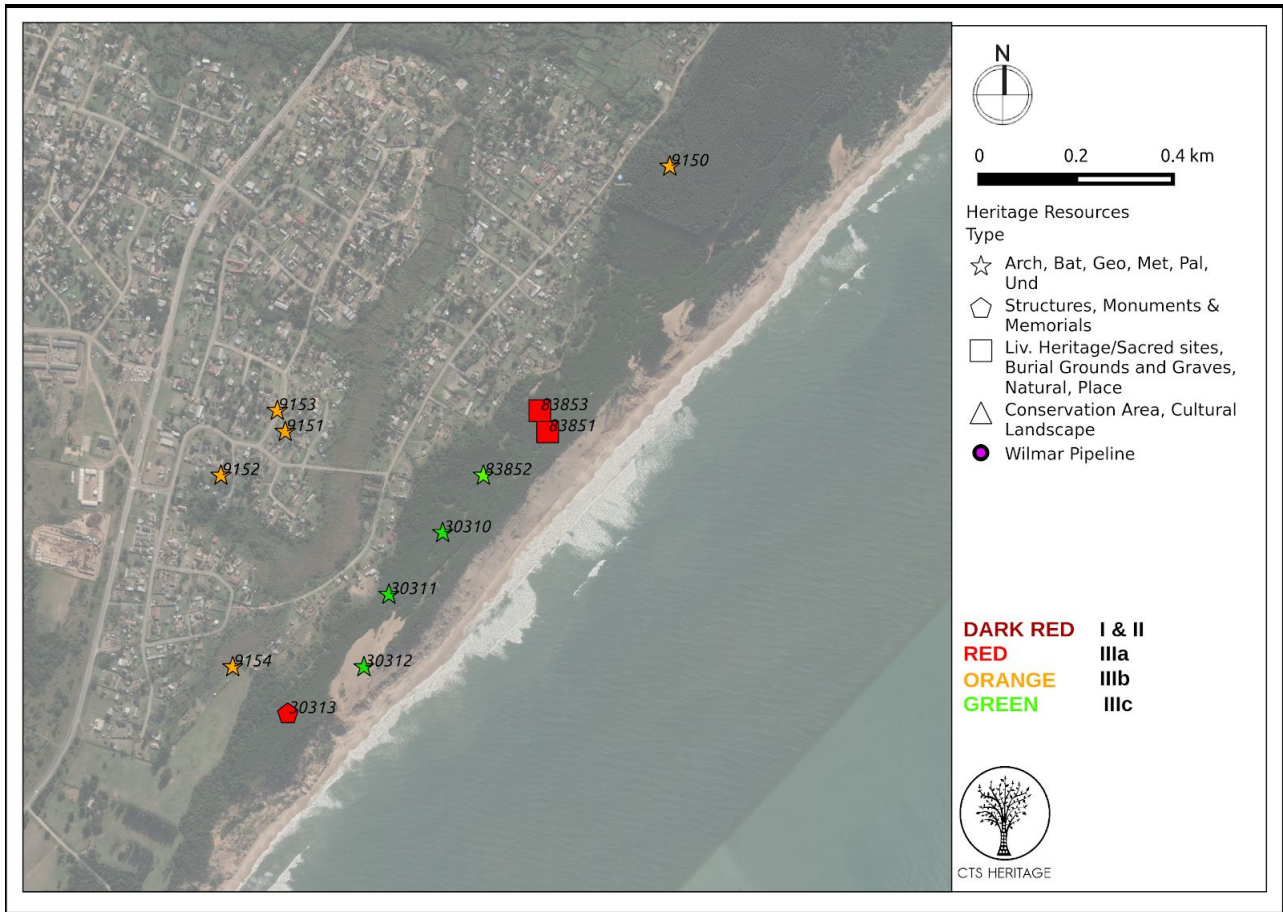 N
0 0.2 0.4 km
Heritage Resources
Type
Arch, Bat, Geo, Met, Pal,
Und
Structures, Monuments &
Memorials
Liv. Heritage/Sacred sites,
Burial Grounds and Graves,
Natural, Place
Conservation Area, Cultural
Landscape
Wilmar Pipeline
DARK RED I & II
RED IIIa
ORANGE IIIb
GREEN IIIc
CTS HERITAGE
9150
9153
83853
9151
83851
9152
83852
30310
30311
9154
30312
30313